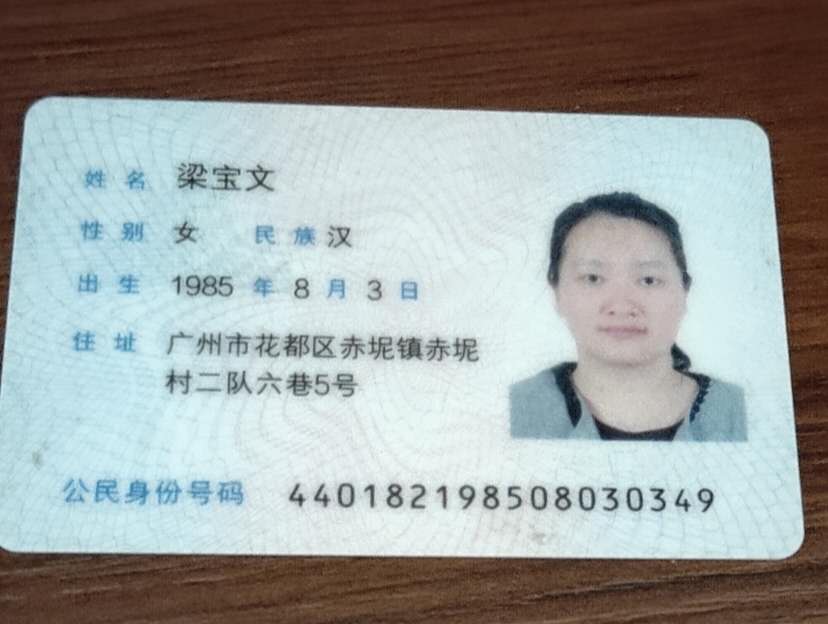 姓名 梁宝文
性别 女 民族 汉
出生 1985 年 8 月 3 日
住址 广州市花都区赤坭镇赤坭
村二队六巷5号
公民身份号码 440182198508030349